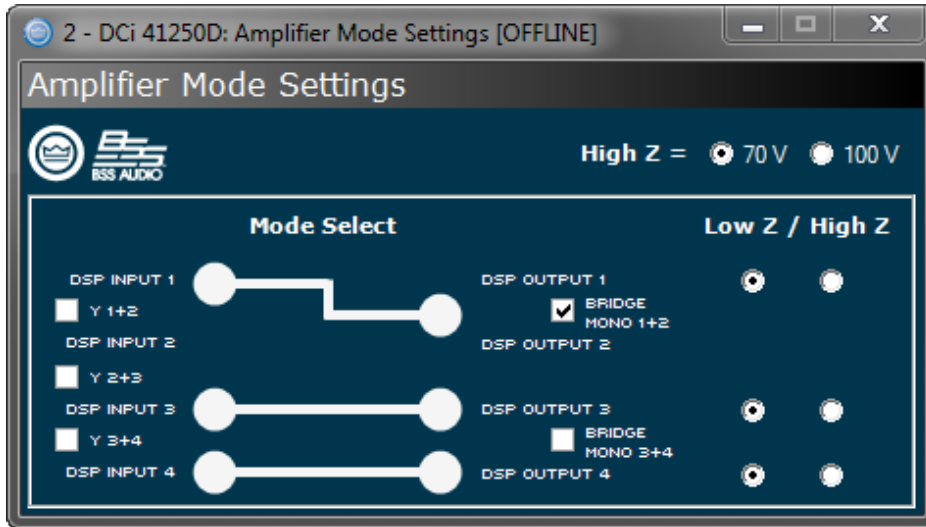 2 - DCi 41250D: Amplifier Mode Settings [OFFLINE]
Amplifier Mode Settings
BSS AUDIO
High Z = 70 V 100 V
Mode Select Low Z / High Z
DSP INPUT 1 DSP OUTPUT 1
Y 1+2 BRIDGE
MONO 1+2
DSP INPUT 2 DSP OUTPUT 2
Y 2+3
DSP INPUT 3 DSP OUTPUT 3
Y 3+4 BRIDGE
MONO 3+4
DSP INPUT 4 DSP OUTPUT 4